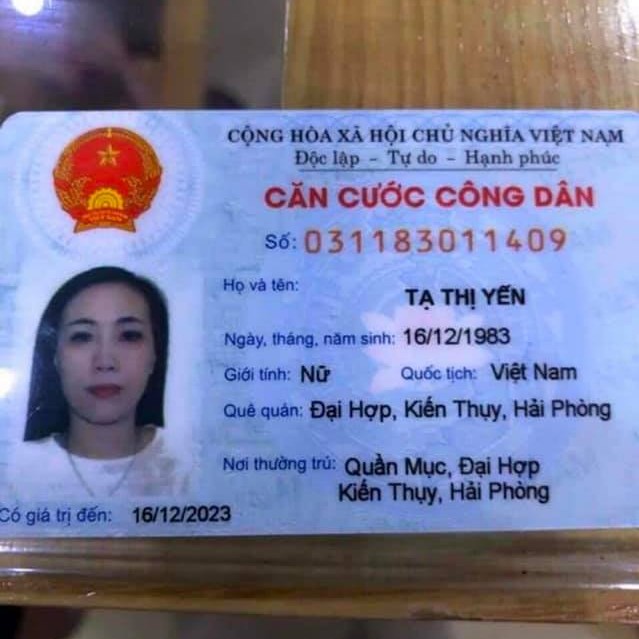 CỘNG HÒA XÃ HỘI CHỦ NGHĨA VIỆT NAM
Độc lập - Tự do - Hạnh phúc
CĂN CƯỚC CÔNG DÂN
Số: 031183011409
Họ và tên:
TẠ THỊ YẾN
Ngày, tháng, năm sinh: 16/12/1983
Giới tính: Nữ Quốc tịch: Việt Nam
Quê quán: Đại Hợp, Kiến Thụy, Hải Phòng
Nơi thường trú: Quần Mục, Đại Hợp
Kiến Thụy, Hải Phòng
Có giá trị đến: 16/12/2023